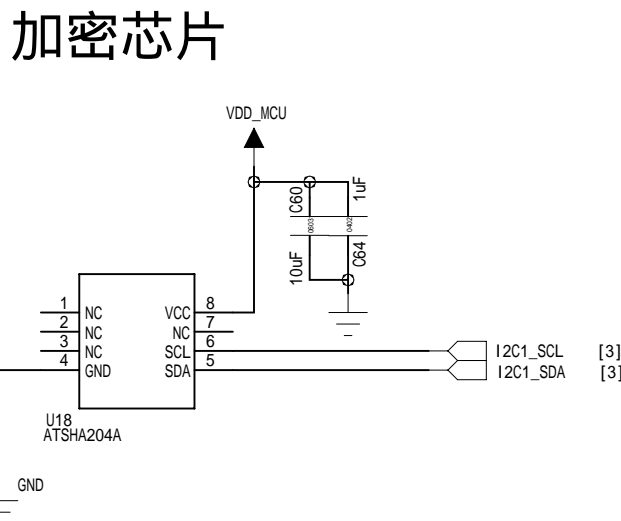 加密芯片
VDD_MCU
C60
1uF
0603
0402
10uF
C64
1 NC VCC 8
2 NC NC 7
3 NC SCL 6
4 GND SDA 5
I2C1_SCL [3]
I2C1_SDA [3]
U18
ATSHA204A
GND